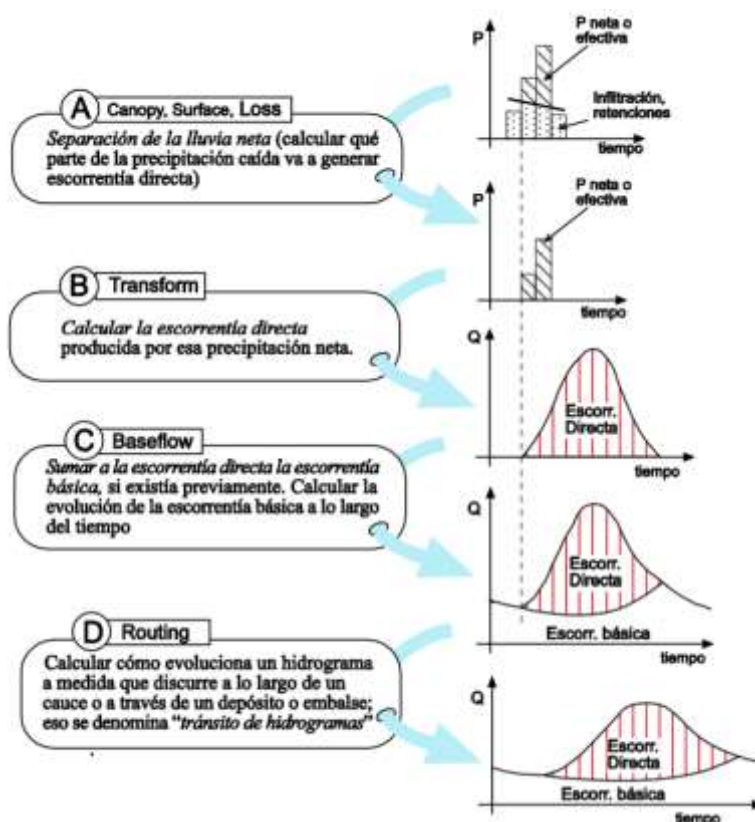 P
P neta o
efectiva
Infiltración,
retenciones
tiempo
A Canopy, Surface, Loss
Separación de la lluvia neta (calcular qué
parte de la precipitación caída va a generar
escorrentía directa)
P
P neta o
efectiva
tiempo
B Transform
Calcular la escorrentía directa
producida por esa precipitación neta.
Q
Escorr.
Directa
tiempo
C Baseflow
Sumar a la escorrentía directa la escorrentía
básica, si existía previamente. Calcular la
evolución de la escorrentía básica a lo largo
del tiempo
Q
Escorr.
Directa
Escorr. básica
tiempo
D Routing
Calcular cómo evoluciona un hidrograma
a medida que discurre a lo largo de un
cauce o a través de un depósito o embalse;
eso se denomina “tránsito de hidrogramas”
Q
Escorr.
Directa
Escorr. básica
tiempo